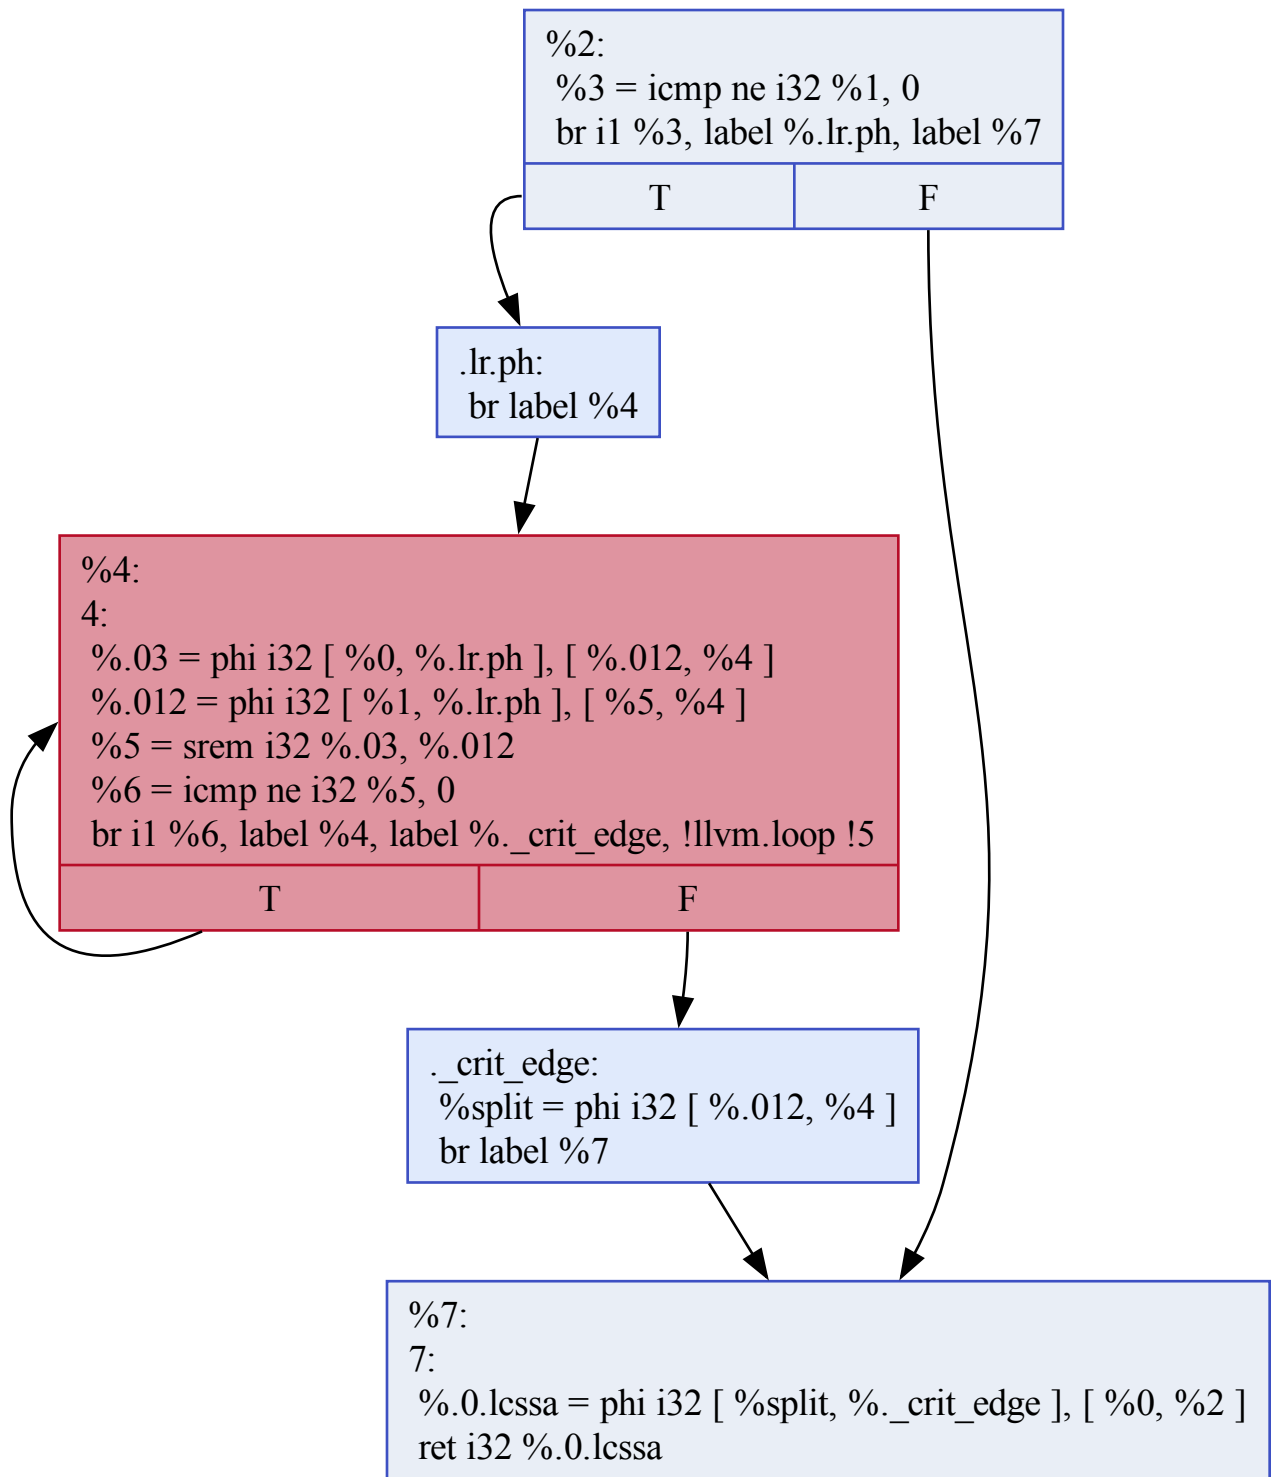 %2:
%3 = icmp ne i32 %1, 0
br i1 %3, label %.lr.ph, label %7
T
F
.lr.ph:
br label %4
%4:
4:
%.03 = phi i32 [ %0, %.lr.ph ], [ %.012, %4 ]
%.012 = phi i32 [ %1, %.lr.ph ], [ %5, %4 ]
%5 = srem i32 %.03, %.012
%6 = icmp ne i32 %5, 0
br i1 %6, label %4, label %._crit_edge, !llvm.loop !5
T
F
._crit_edge:
%split = phi i32 [ %.012, %4 ]
br label %7
%7:
7:
%.0.lcssa = phi i32 [ %split, %._crit_edge ], [ %0, %2 ]
ret i32 %.0.lcssa